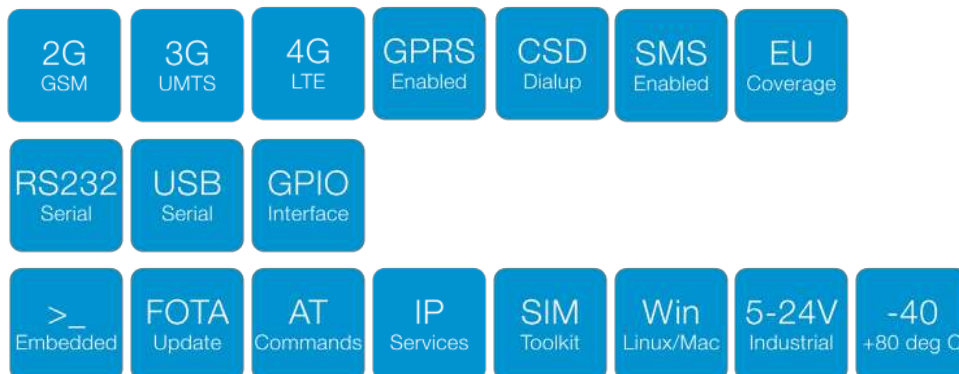 2G 3G 4G GPRS CSD SMS EU
GSM UMTS LTE Enabled Dialup Enabled Coverage
RS232 USB GPIO
Serial Serial Interface
>_ FOTA AT IP SIM Win 5-24V -40
Embedded Update Commands Services Toolkit Linux/Mac Industrial +80 deg C